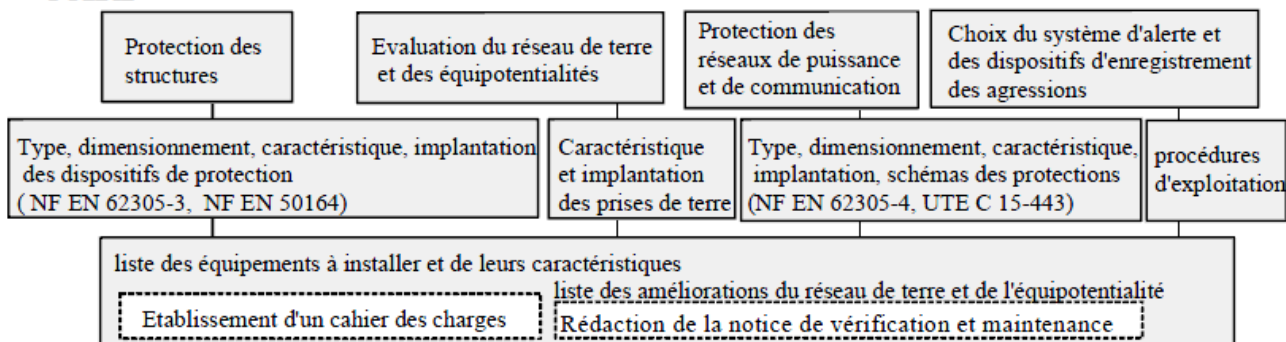 Protection des
structures
Evaluation du réseau de terre
et des équipotentialités
Protection des
réseaux de puissance
et de communication
Choix du système d'alerte et
des dispositifs d'enregistrement
des agressions
Type, dimensionnement, caractéristique, implantation
des dispositifs de protection
( NF EN 62305-3, NF EN 50164)
Caractéristique
et implantation
des prises de terre
Type, dimensionnement, caractéristique,
implantation, schémas des protections
(NF EN 62305-4, UTE C 15-443)
procédures
d'exploitation
liste des équipements à installer et de leurs caractéristiques
liste des améliorations du réseau de terre et de l'équipotentialité
Etablissement d'un cahier des charges
Rédaction de la notice de vérification et maintenance